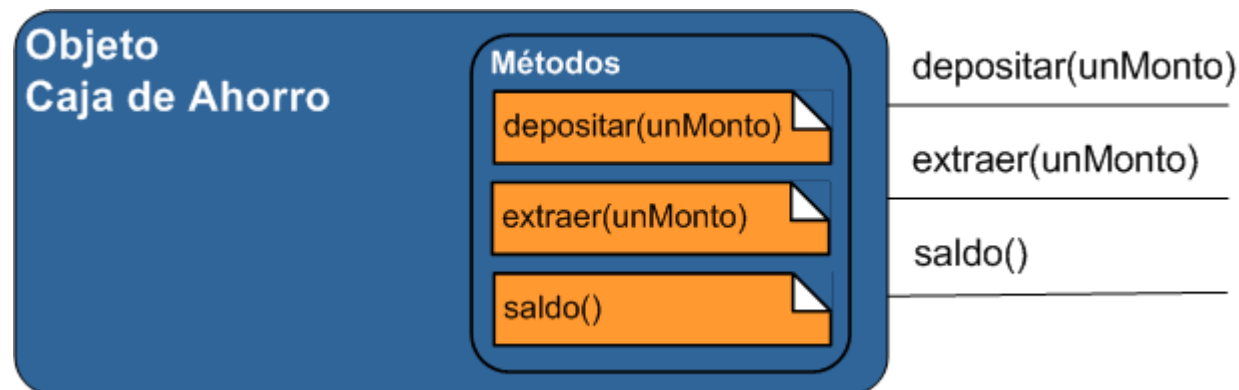 Objeto
Caja de Ahorro
Métodos
depositar(unMonto)
extraer(unMonto)
saldo()
depositar(unMonto)
extraer(unMonto)
saldo()